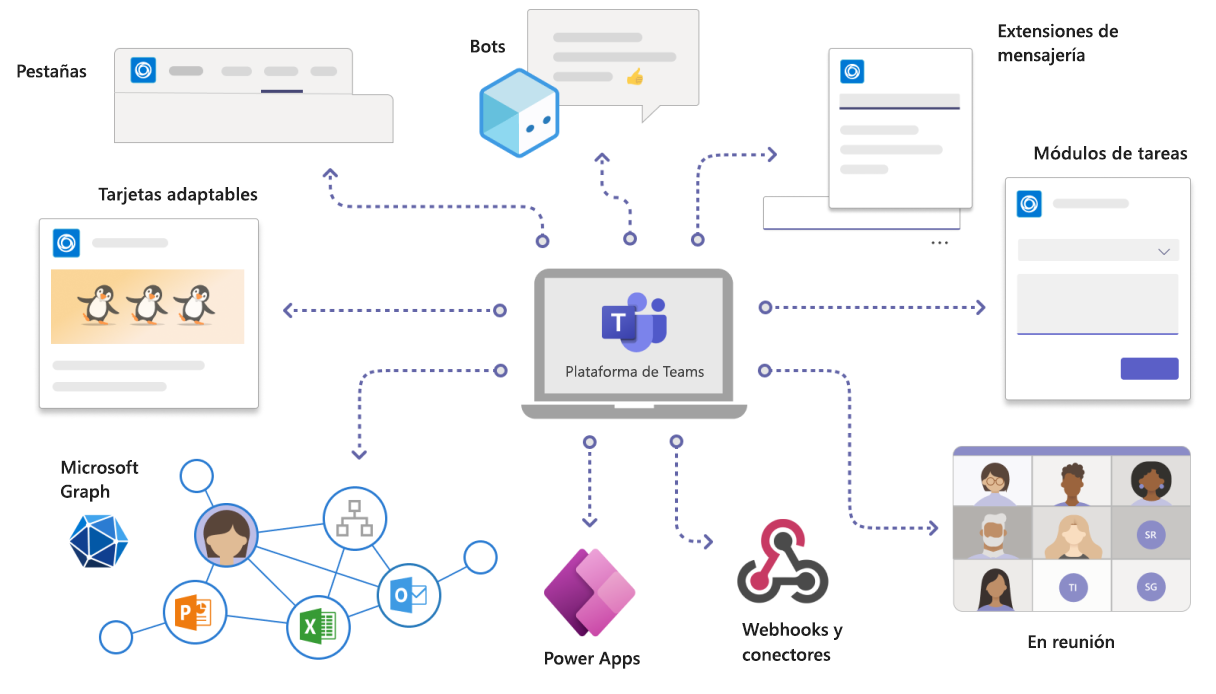 Extensiones de
mensajería
Bots
Pestañas
Módulos de tareas
Tarjetas adaptables
T
Plataforma de Teams
Microsoft
Graph
SR
O
TI
SG
P
X
Webhooks y
conectores
En reunión
Power Apps